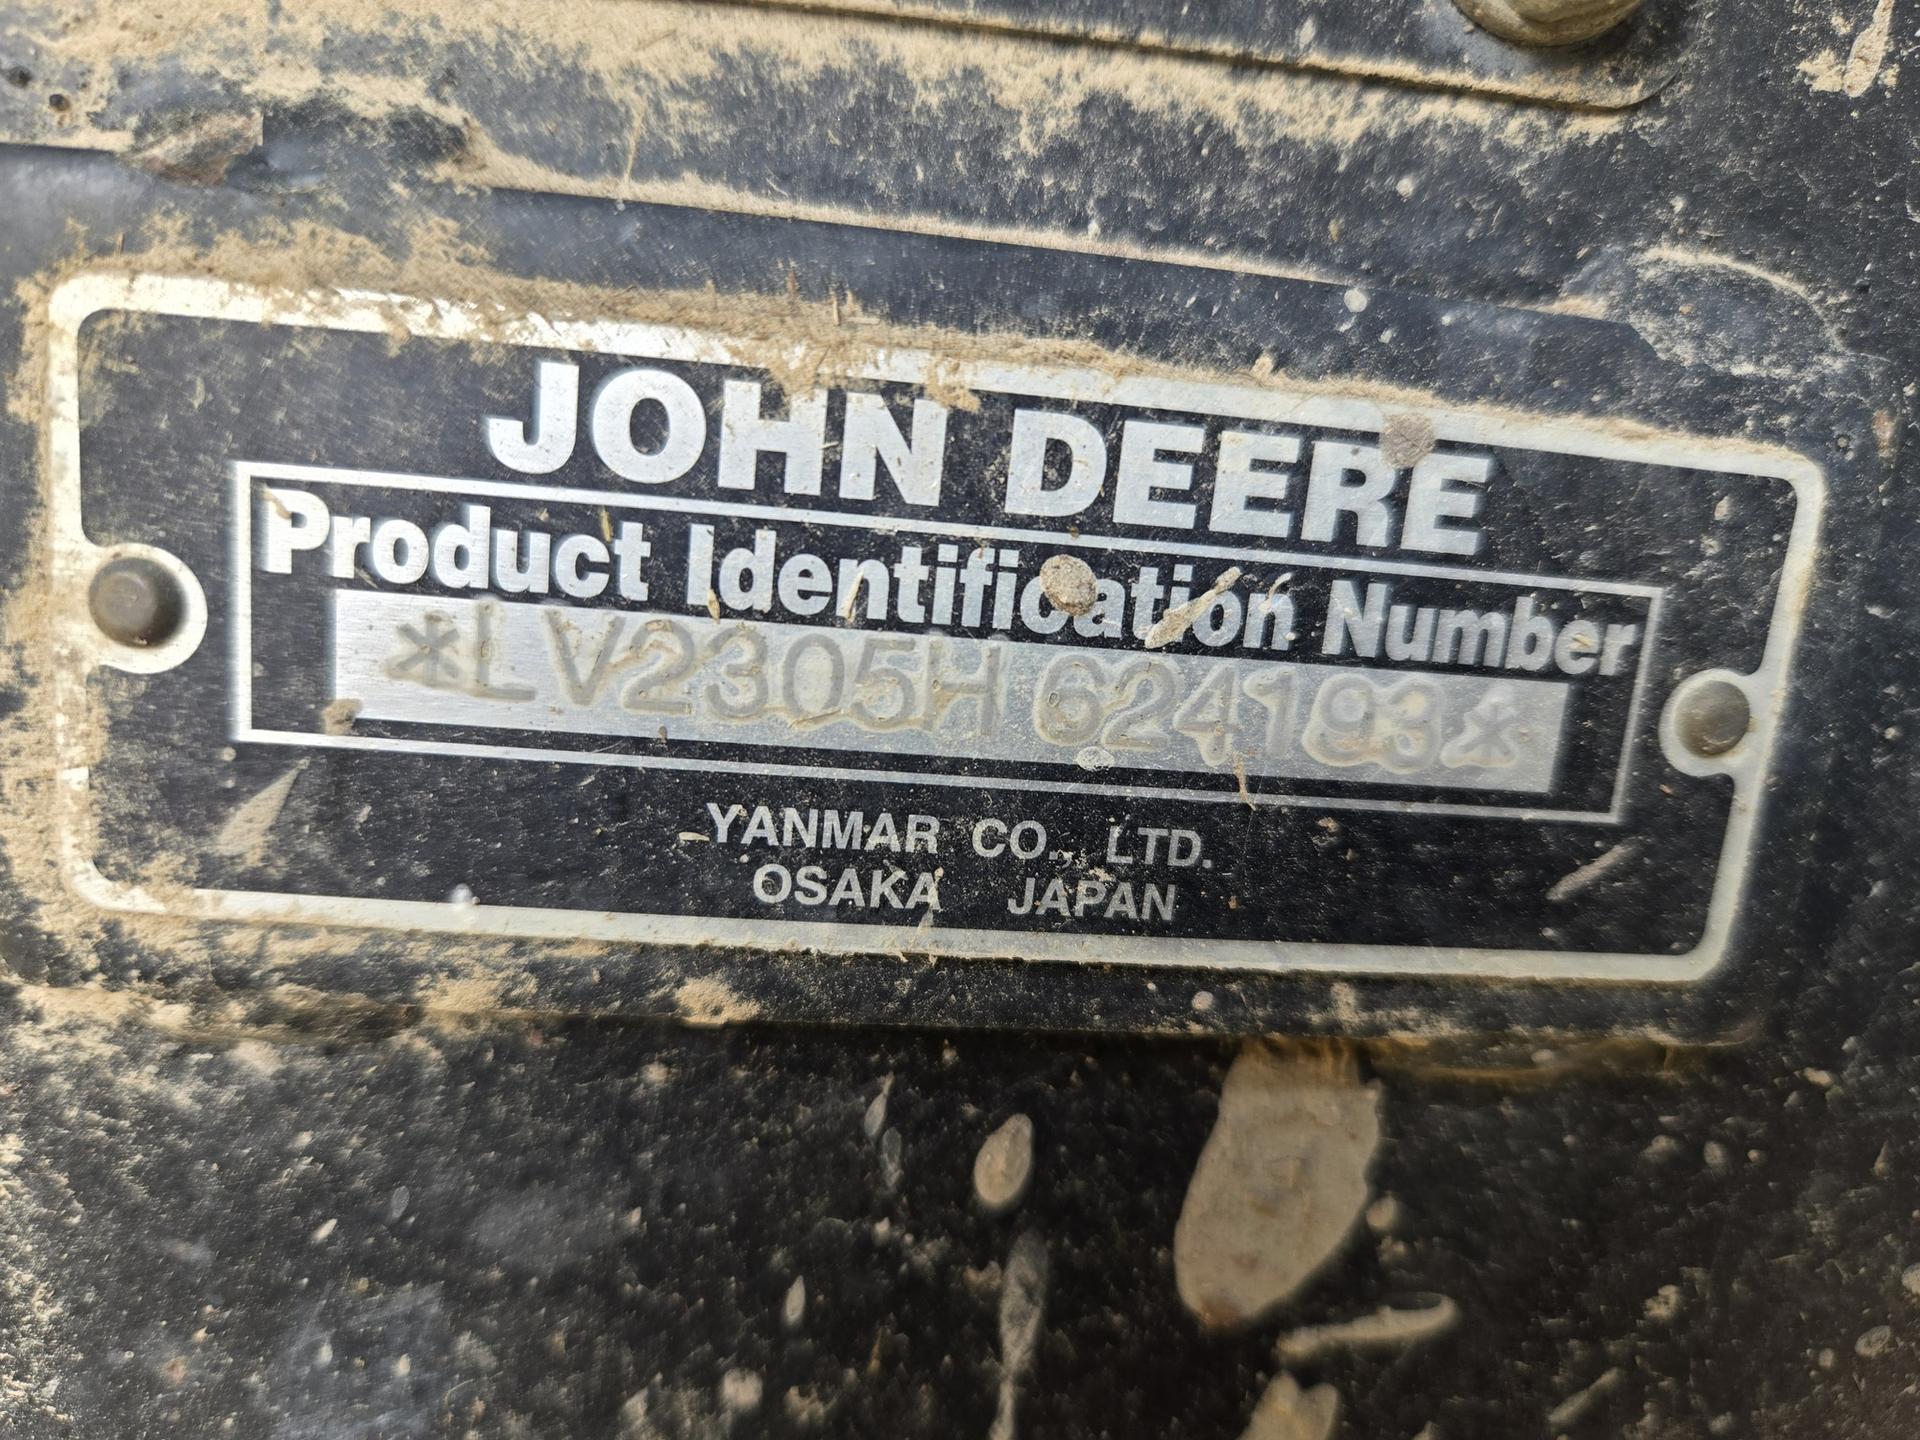 JOHN DEERE
Product Identification Number
*LV2305H 624193*
YANMAR CO., LTD.
OSAKA JAPAN